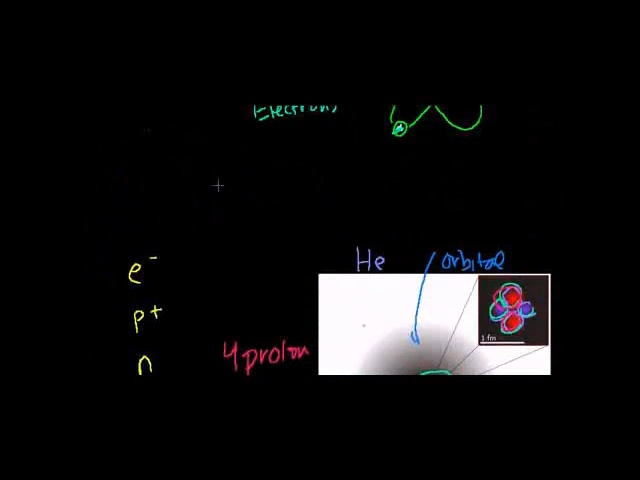 Electrons
He orbital
e⁻
p+
1 fm
4 proton
n